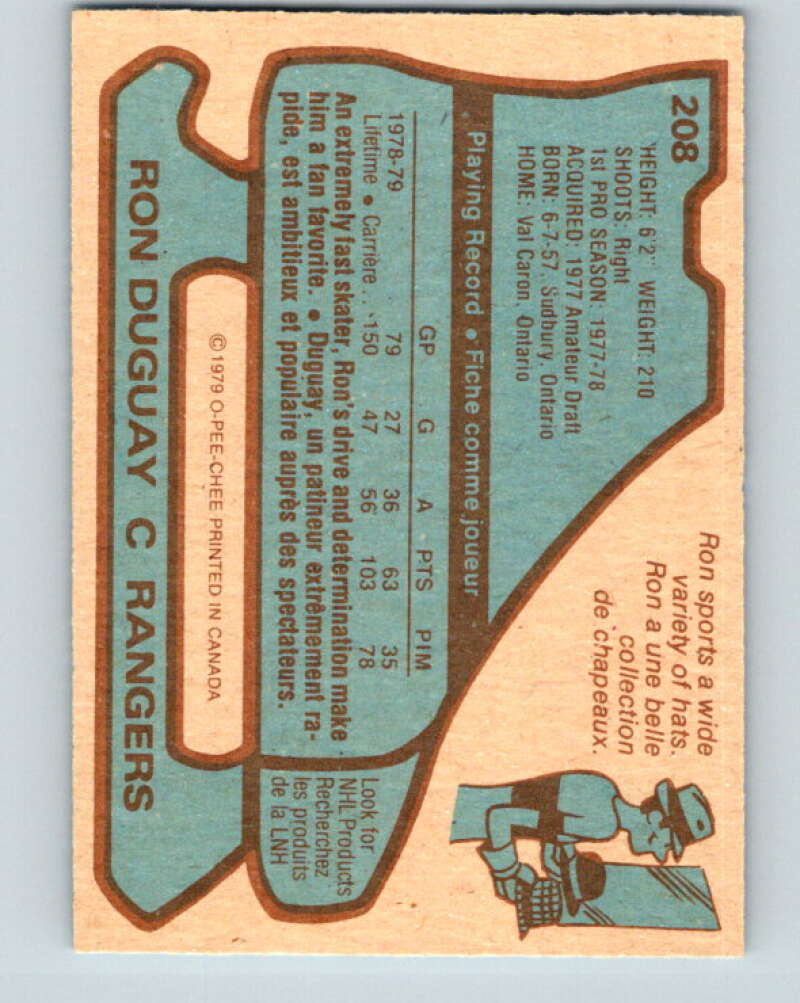 208
HEIGHT: 6'2" WEIGHT: 210
SHOOTS: Right
1st PRO SEASON: 1977-78
ACQUIRED: 1977 Amateur Draft
BORN: 6-7-57, Sudbury, Ontario
HOME: Val Caron, Ontario
Ron sports a wide
variety of hats.
Ron a une belle
collection
de chapeaux.
Playing Record • Fiche comme joueur
GP G A PTS PIM
1978-79 79 27 36 63 35
Lifetime • Carrière . . 150 47 56 103 78
An extremely fast skater, Ron's drive and determination make
him a fan favorite. • Duguay, un patineur extrêmement ra-
pide, est ambitieux et populaire auprès des spectateurs.
Look for
NHL Products
Recherchez
les produits
de la LNH
© 1979 O-PEE-CHEE PRINTED IN CANADA
RON DUGUAY C RANGERS